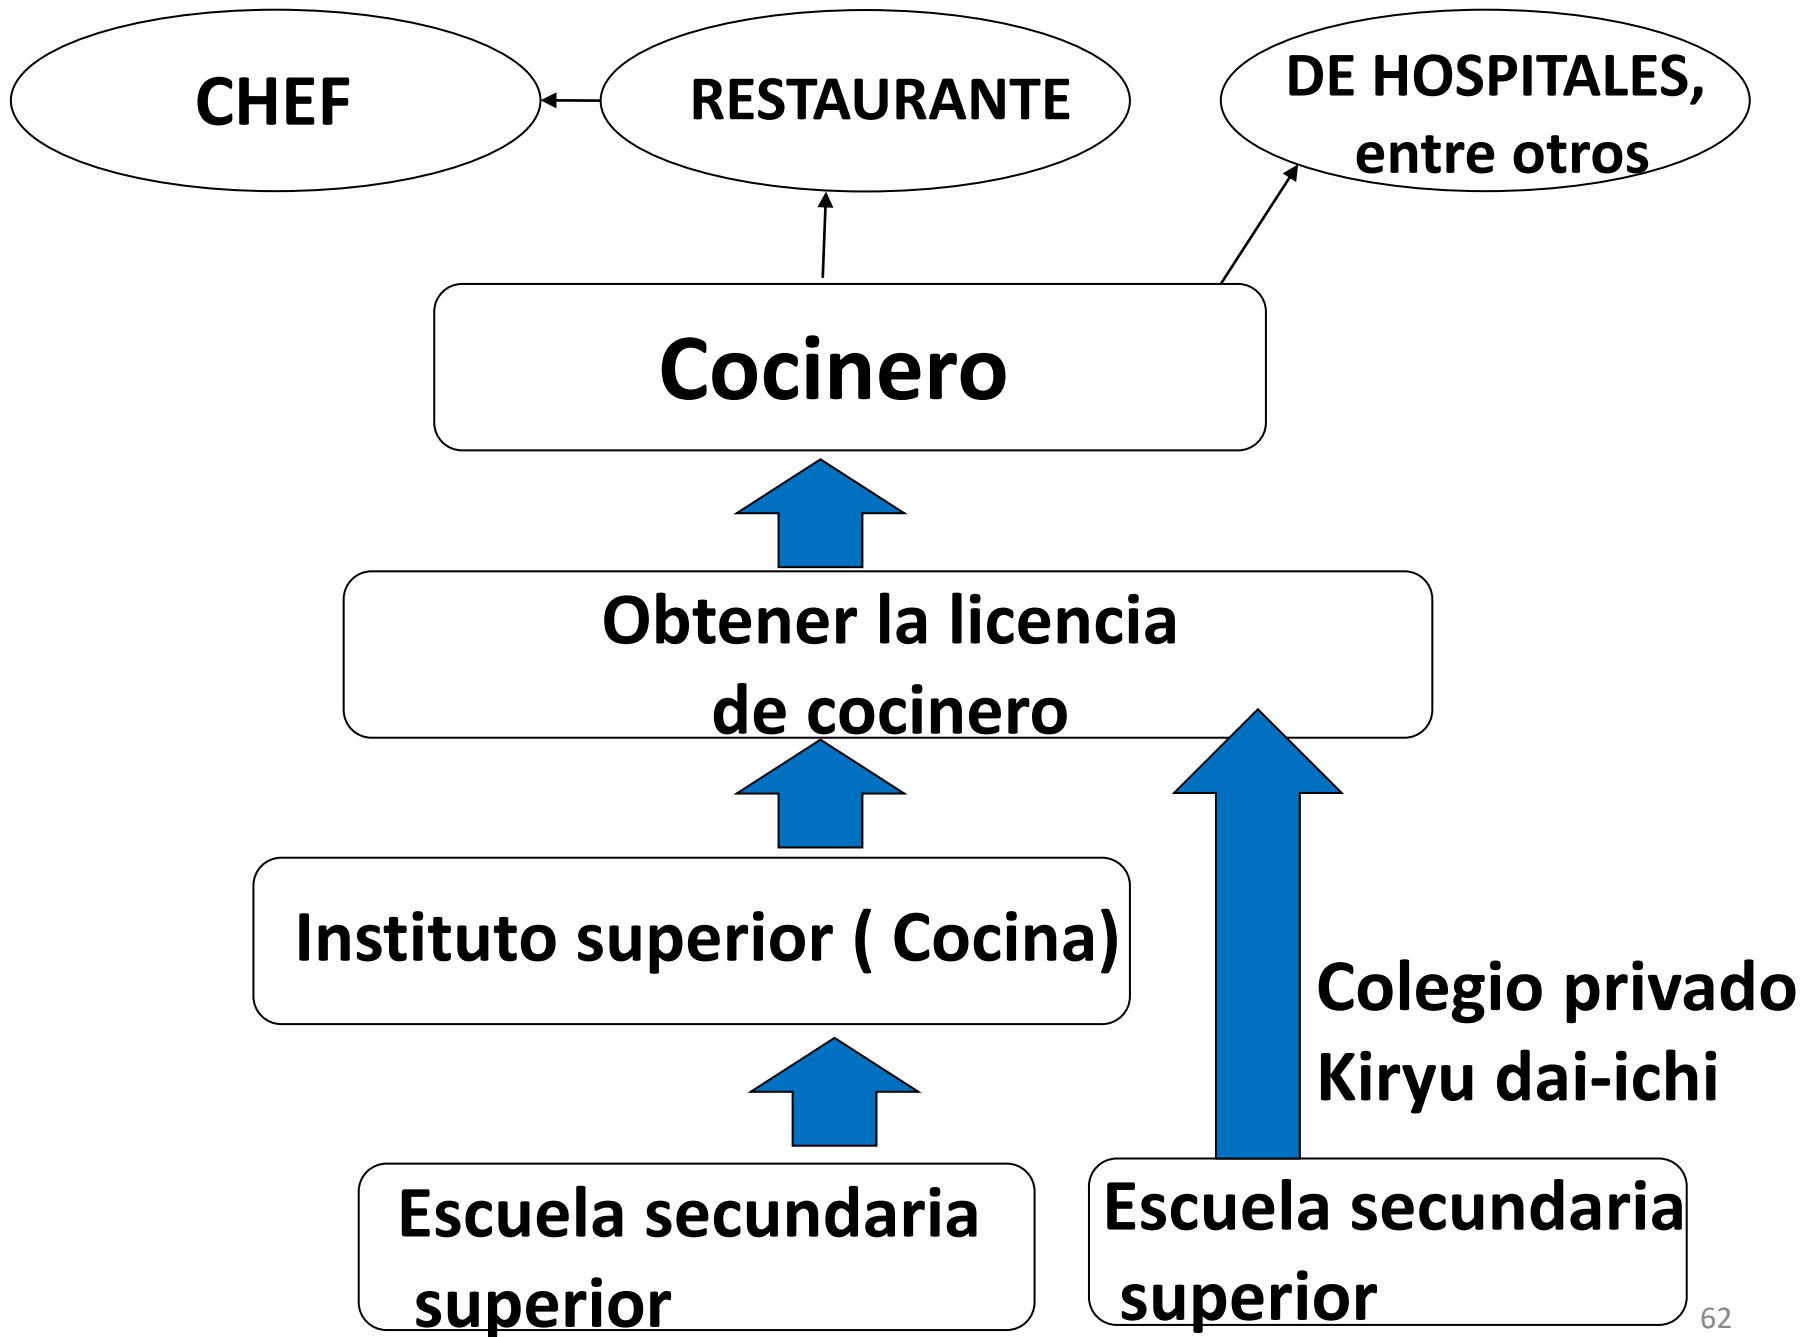 CHEF
RESTAURANTE
DE HOSPITALES,
entre otros
Cocinero
Obtener la licencia
de cocinero
Instituto superior ( Cocina)
Colegio privado
Kiryu dai-ichi
Escuela secundaria
superior
Escuela secundaria
superior
62